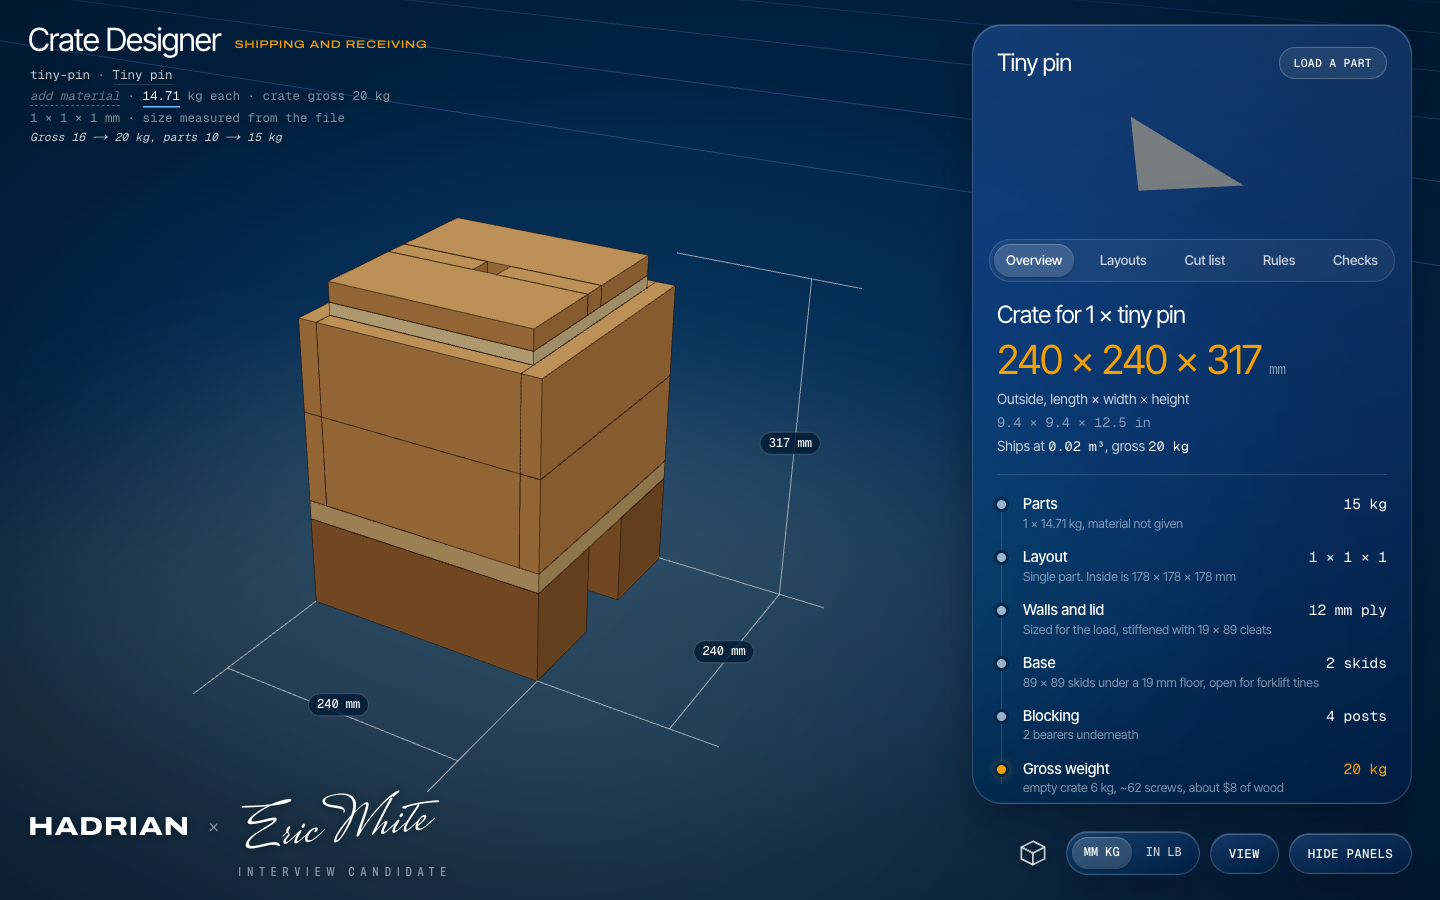 Crate Designer SHIPPING AND RECEIVING
tiny-pin · Tiny pin
add material · 14.71 kg each · crate gross 20 kg
1 × 1 × 1 mm · size measured from the file
Gross 16 → 20 kg, parts 10 → 15 kg
317 mm
240 mm
240 mm
HADRIAN × Eric White
INTERVIEW CANDIDATE
Tiny pin LOAD A PART
Overview Layouts Cut list Rules Checks
Crate for 1 × tiny pin
240 × 240 × 317 mm
Outside, length × width × height
9.4 × 9.4 × 12.5 in
Ships at 0.02 m³, gross 20 kg
Parts 15 kg
1 × 14.71 kg, material not given
Layout 1 × 1 × 1
Single part. Inside is 178 × 178 × 178 mm
Walls and lid 12 mm ply
Sized for the load, stiffened with 19 × 89 cleats
Base 2 skids
89 × 89 skids under a 19 mm floor, open for forklift tines
Blocking 4 posts
2 bearers underneath
Gross weight 20 kg
empty crate 6 kg, ~62 screws, about $8 of wood
MM KG IN LB VIEW HIDE PANELS